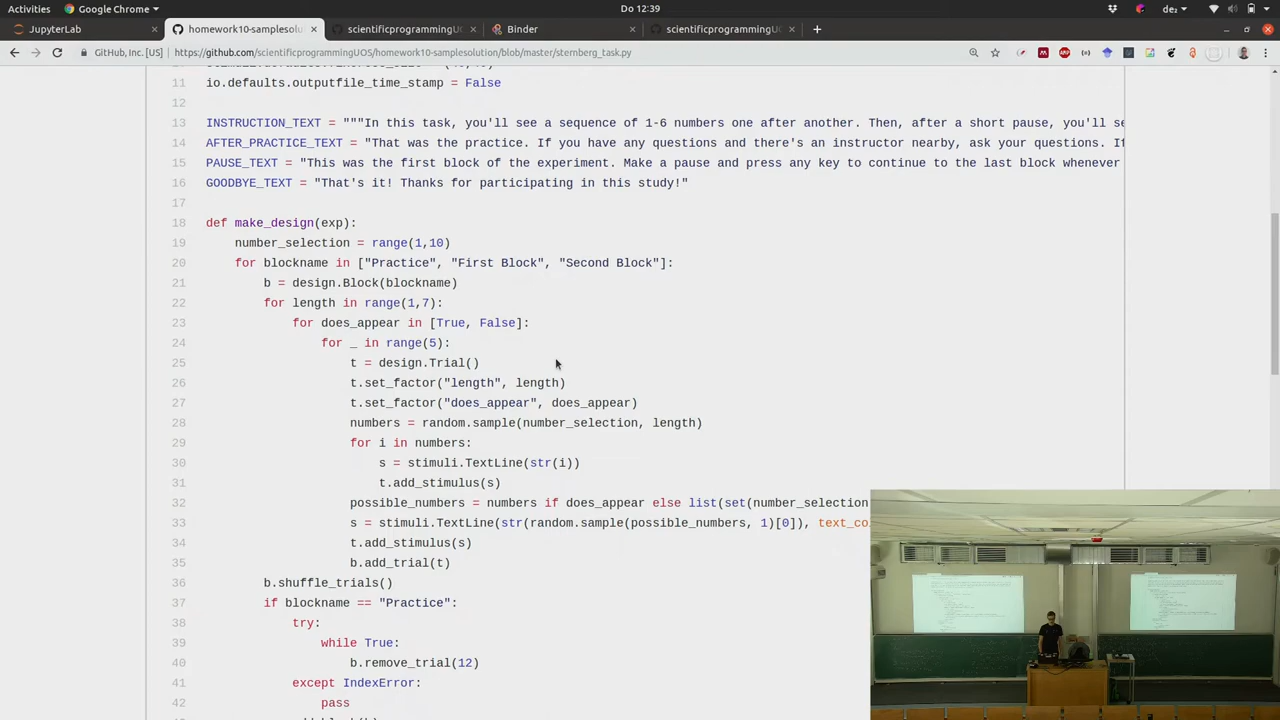 Activities
Google Chrome
Do 12:39
de₂
JupyterLab
homework10-samplesolu
scientificprogrammingUO
Binder
scientificprogrammingUO
GitHub, Inc. [US]
https://github.com/scientificprogrammingUOS/homework10-samplesolution/blob/master/sternberg_task.py
11 io.defaults.outputfile_time_stamp = False
12
13 INSTRUCTION_TEXT = """In this task, you'll see a sequence of 1-6 numbers one after another. Then, after a short pause, you'll se
14 AFTER_PRACTICE_TEXT = "That was the practice. If you have any questions and there's an instructor nearby, ask your questions. If
15 PAUSE_TEXT = "This was the first block of the experiment. Make a pause and press any key to continue to the last block whenever
16 GOODBYE_TEXT = "That's it! Thanks for participating in this study!"
17
18 def make_design(exp):
19 number_selection = range(1,10)
20 for blockname in ["Practice", "First Block", "Second Block"]:
21 b = design.Block(blockname)
22 for length in range(1,7):
23 for does_appear in [True, False]:
24 for _ in range(5):
25 t = design.Trial()
26 t.set_factor("length", length)
27 t.set_factor("does_appear", does_appear)
28 numbers = random.sample(number_selection, length)
29 for i in numbers:
30 s = stimuli.TextLine(str(i))
31 t.add_stimulus(s)
32 possible_numbers = numbers if does_appear else list(set(number_selection
33 s = stimuli.TextLine(str(random.sample(possible_numbers, 1)[0]), text_co
34 t.add_stimulus(s)
35 b.add_trial(t)
36 b.shuffle_trials()
37 if blockname == "Practice":
38 try:
39 while True:
40 b.remove_trial(12)
41 except IndexError:
42 pass